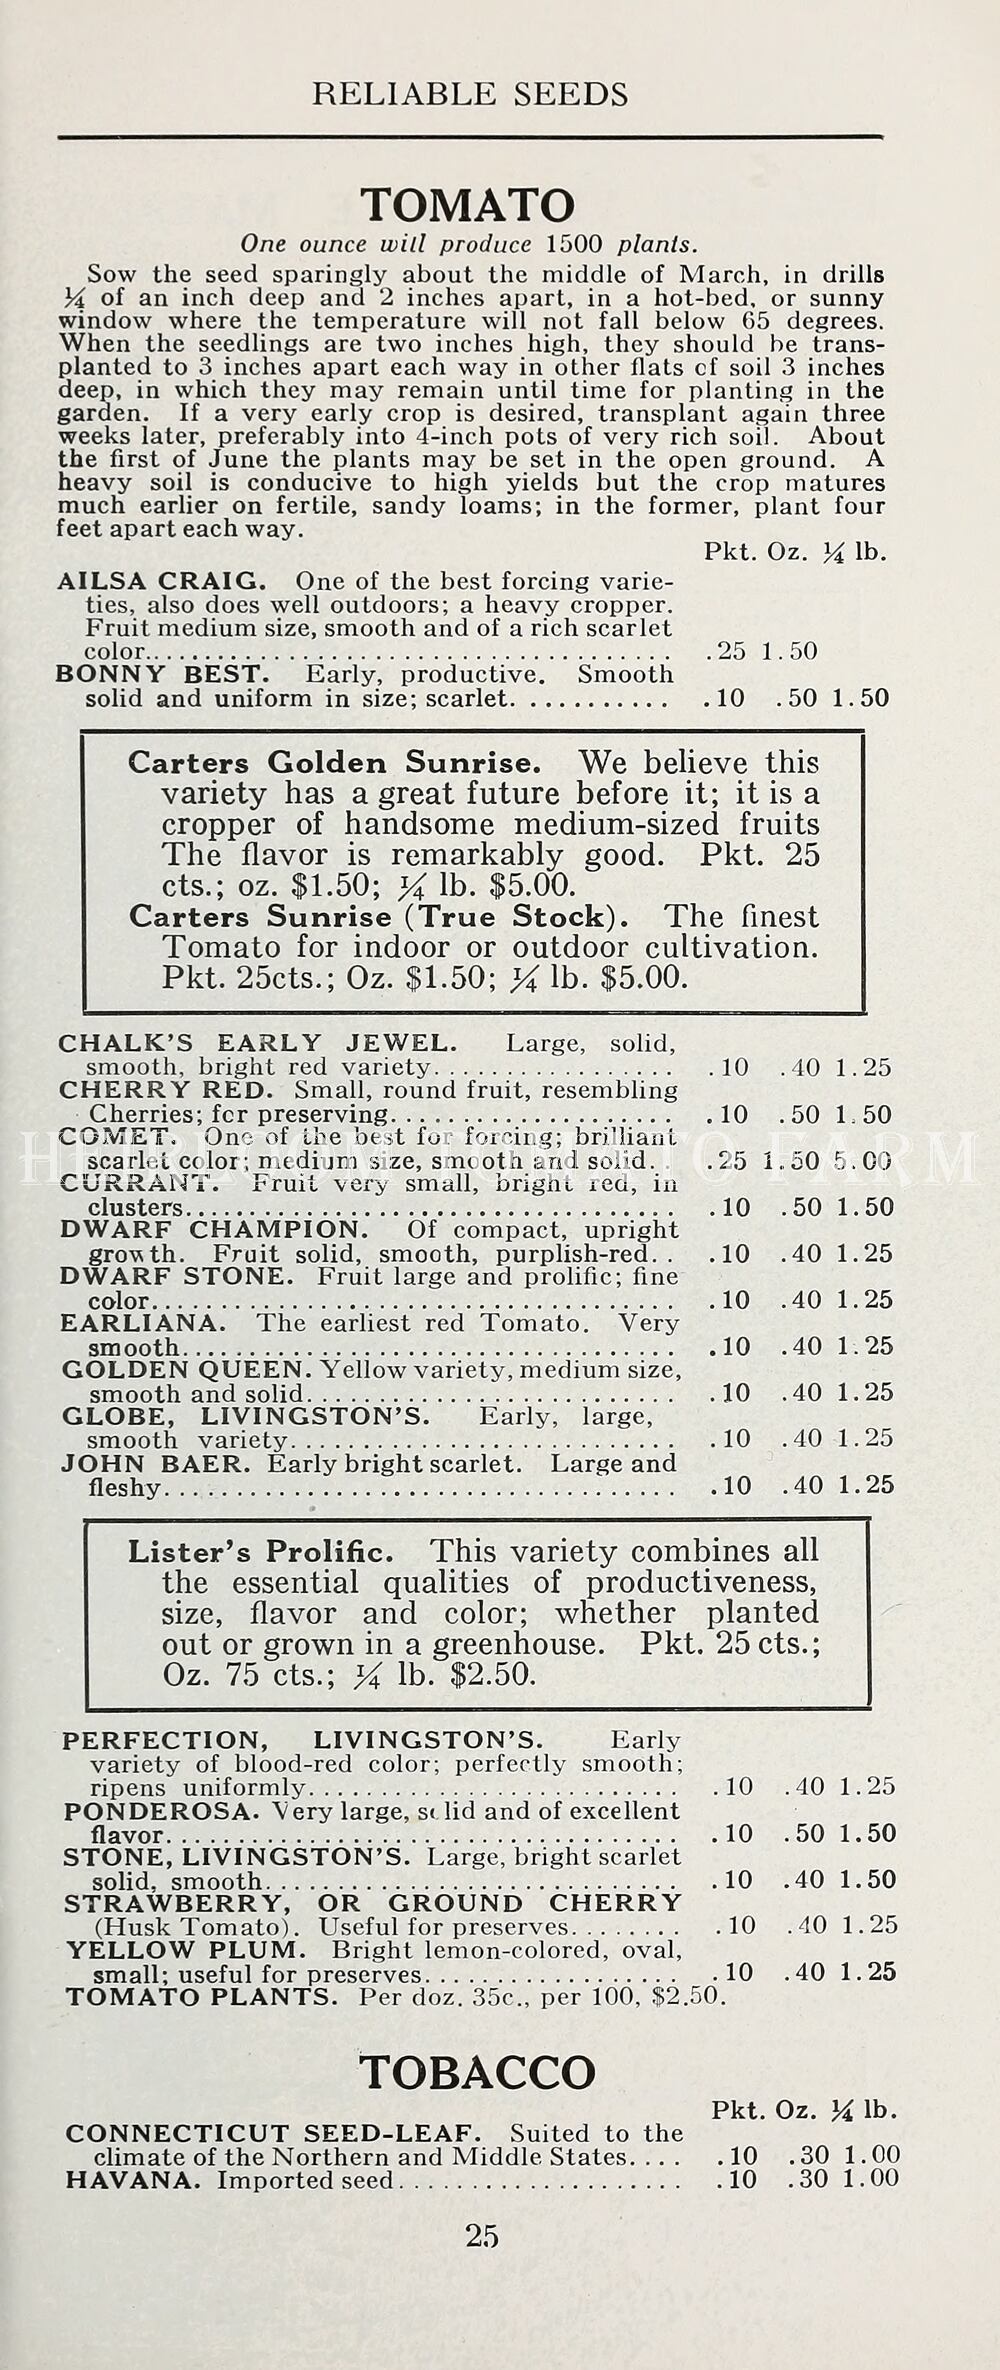 RELIABLE SEEDS
TOMATO
One ounce will produce 1500 plants.
Sow the seed sparingly about the middle of March, in drills
¼ of an inch deep and 2 inches apart, in a hot-bed, or sunny
window where the temperature will not fall below 65 degrees.
When the seedlings are two inches high, they should be trans-
planted to 3 inches apart each way in other flats of soil 3 inches
deep, in which they may remain until time for planting in the
garden. If a very early crop is desired, transplant again three
weeks later, preferably into 4-inch pots of very rich soil. About
the first of June the plants may be set in the open ground. A
heavy soil is conducive to high yields but the crop matures
much earlier on fertile, sandy loams; in the former, plant four
feet apart each way.
Pkt. Oz. ¼ lb.
AILSA CRAIG. One of the best forcing varie-
ties, also does well outdoors; a heavy cropper.
Fruit medium size, smooth and of a rich scarlet
color........ .25 1.50
BONNY BEST. Early, productive. Smooth
solid and uniform in size; scarlet........ .10 .50 1.50
Carters Golden Sunrise. We believe this
variety has a great future before it; it is a
cropper of handsome medium-sized fruits
The flavor is remarkably good. Pkt. 25
cts.; oz. $1.50; ¼ lb. $5.00.
Carters Sunrise (True Stock). The finest
Tomato for indoor or outdoor cultivation.
Pkt. 25cts.; Oz. $1.50; ¼ lb. $5.00.
CHALK'S EARLY JEWEL. Large, solid,
smooth, bright red variety........ .10 .40 1.25
CHERRY RED. Small, round fruit, resembling
Cherries; for preserving........ .10 .50 1.50
COMET. One of the best for forcing; brilliant
HEIRLOOM TOMATO FARM
scarlet color; medium size, smooth and solid.. .25 1.50 5.00
CURRANT. Fruit very small, bright red, in
clusters........ .10 .50 1.50
DWARF CHAMPION. Of compact, upright
growth. Fruit solid, smooth, purplish-red.. .10 .40 1.25
DWARF STONE. Fruit large and prolific; fine
color........ .10 .40 1.25
EARLIANA. The earliest red Tomato. Very
smooth........ .10 .40 1.25
GOLDEN QUEEN. Yellow variety, medium size,
smooth and solid........ .10 .40 1.25
GLOBE, LIVINGSTON'S. Early, large,
smooth variety........ .10 .40 1.25
JOHN BAER. Early bright scarlet. Large and
fleshy........ .10 .40 1.25
Lister's Prolific. This variety combines all
the essential qualities of productiveness,
size, flavor and color; whether planted
out or grown in a greenhouse. Pkt. 25 cts.;
Oz. 75 cts.; ¼ lb. $2.50.
PERFECTION, LIVINGSTON'S. Early
variety of blood-red color; perfectly smooth;
ripens uniformly........ .10 .40 1.25
PONDEROSA. Very large, solid and of excellent
flavor........ .10 .50 1.50
STONE, LIVINGSTON'S. Large, bright scarlet
solid, smooth........ .10 .40 1.50
STRAWBERRY, OR GROUND CHERRY
(Husk Tomato). Useful for preserves........ .10 .40 1.25
YELLOW PLUM. Bright lemon-colored, oval,
small; useful for preserves........ .10 .40 1.25
TOMATO PLANTS. Per doz. 35c., per 100, $2.50.
TOBACCO
Pkt. Oz. ¼ lb.
CONNECTICUT SEED-LEAF. Suited to the
climate of the Northern and Middle States.... .10 .30 1.00
HAVANA. Imported seed........ .10 .30 1.00
25